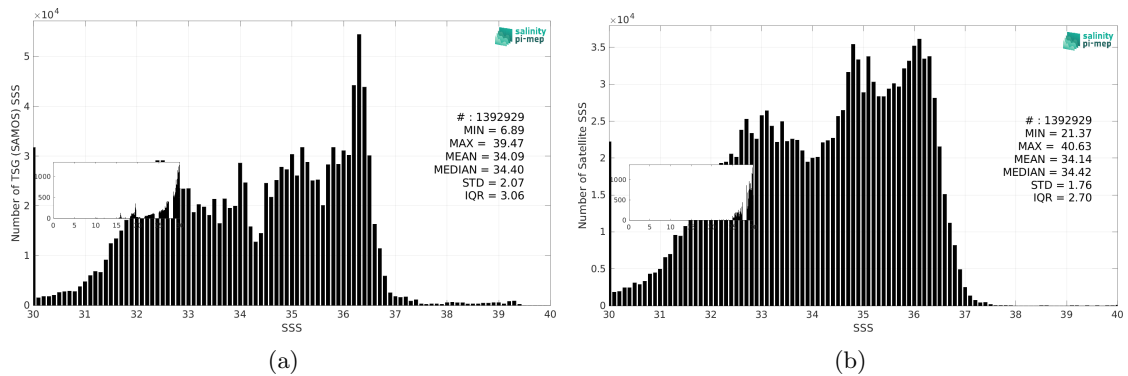 ×10⁴
salinity
pi-mep
Number of TSG (SAMOS) SSS
5
4
3
2
1
0
# : 1392929
MIN = 6.89
MAX = 39.47
MEAN = 34.09
MEDIAN = 34.40
STD = 2.07
IQR = 3.06
1000
500
0
0 5 10 15
30 31 32 33 34 35 36 37 38 39 40
SSS
(a)
×10⁴
salinity
pi-mep
Number of Satellite SSS
3.5
3
2.5
2
1.5
1
0.5
0
# : 1392929
MIN = 21.37
MAX = 40.63
MEAN = 34.14
MEDIAN = 34.42
STD = 1.76
IQR = 2.70
1000
500
0
0 5 10 15
30 31 32 33 34 35 36 37 38 39 40
SSS
(b)